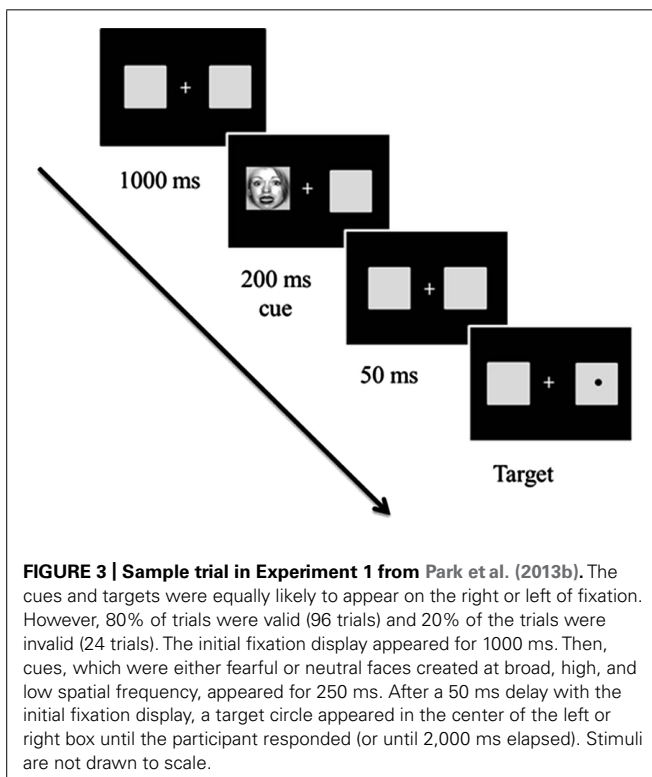 1000 ms
200 ms
cue
50 ms
Target
FIGURE 3 | Sample trial in Experiment 1 from Park et al. (2013b). The
cues and targets were equally likely to appear on the right or left of fixation.
However, 80% of trials were valid (96 trials) and 20% of the trials were
invalid (24 trials). The initial fixation display appeared for 1000 ms. Then,
cues, which were either fearful or neutral faces created at broad, high, and
low spatial frequency, appeared for 250 ms. After a 50 ms delay with the
initial fixation display, a target circle appeared in the center of the left or
right box until the participant responded (or until 2,000 ms elapsed). Stimuli
are not drawn to scale.